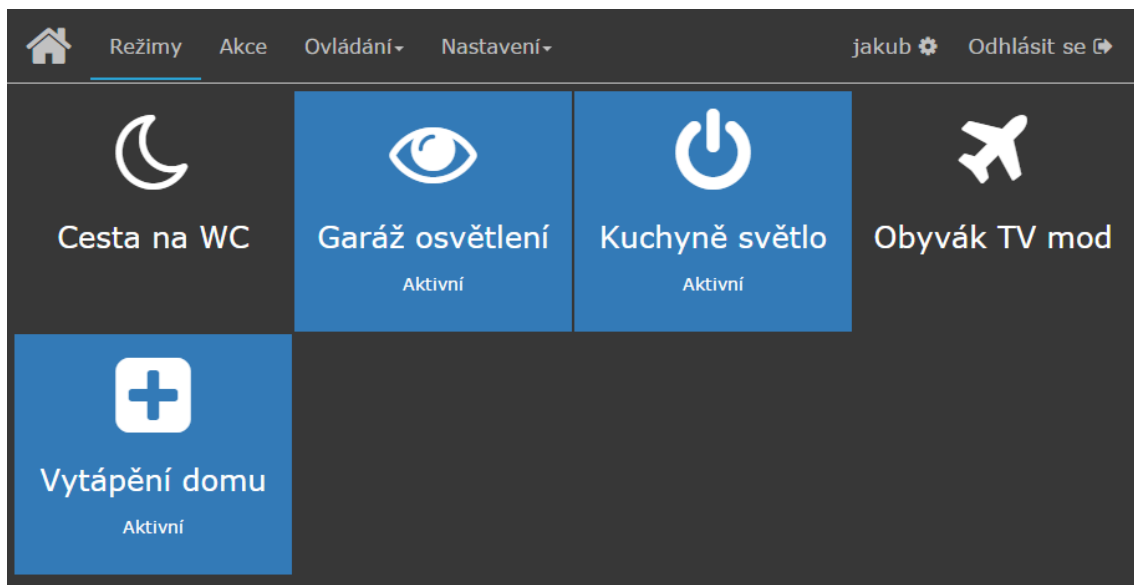 Režimy Akce Ovládání Nastavení jakub Odhlásit se
Cesta na WC
Garáž osvětlení
Aktivní
Kuchyně světlo
Aktivní
Obyvák TV mod
Vytápění domu
Aktivní